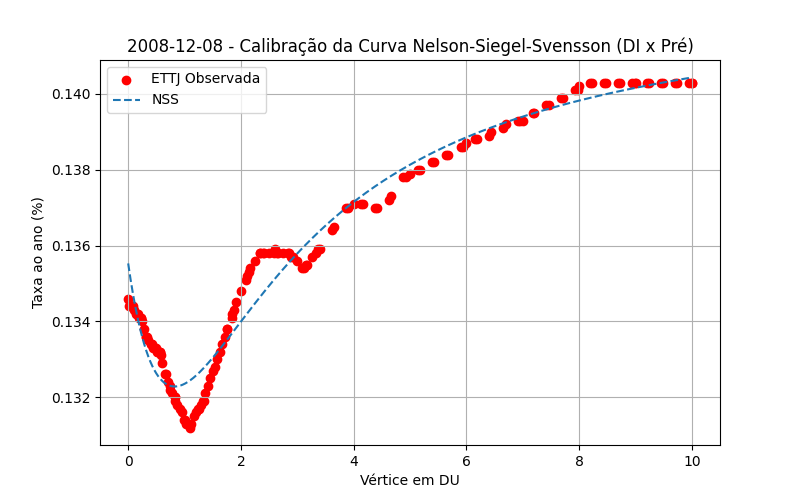 2008-12-08 - Calibração da Curva Nelson-Siegel-Svensson (DI x Pré)
ETTJ Observada
NSS
Taxa ao ano (%)
0.140
0.138
0.136
0.134
0.132
0 2 4 6 8 10
Vértice em DU